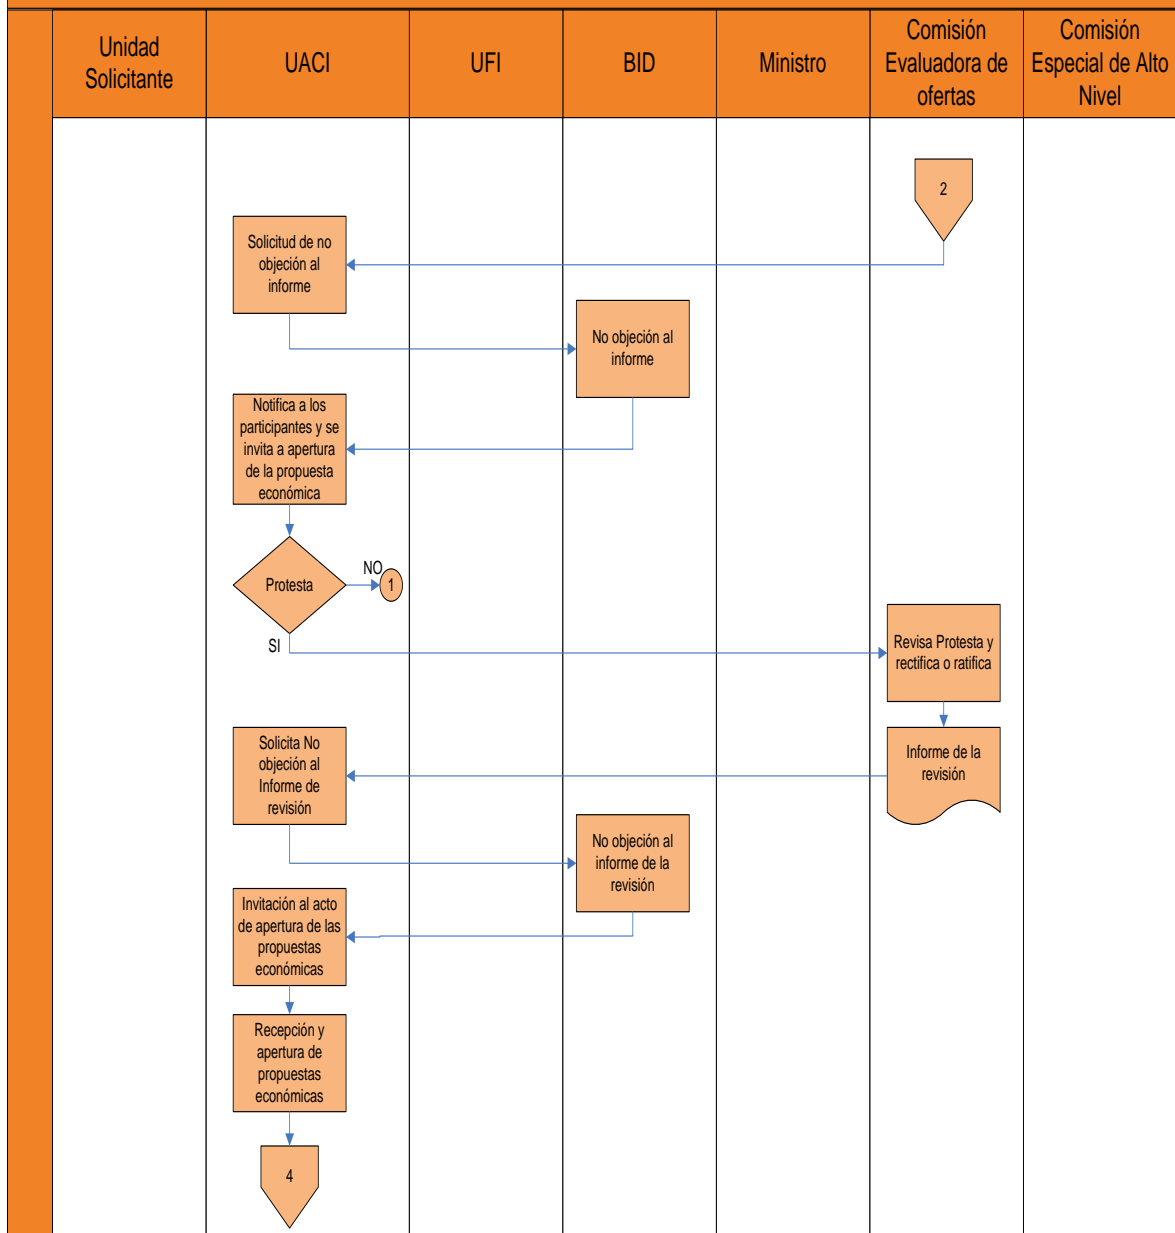 Unidad
Solicitante
UACI
UFI
BID
Ministro
Comisión
Evaluadora de
ofertas
Comisión
Especial de Alto
Nivel
2
Solicitud de no
objeción al
informe
No objeción al
informe
Notifica a los
participantes y se
invita a apertura
de la propuesta
económica
Protesta
NO
1
SI
Revisa Protesta y
rectifica o ratifica
Informe de la
revisión
Solicita No
objeción al
Informe de
revisión
No objeción al
informe de la
revisión
Invitación al acto
de apertura de las
propuestas
económicas
Recepción y
apertura de
propuestas
económicas
4